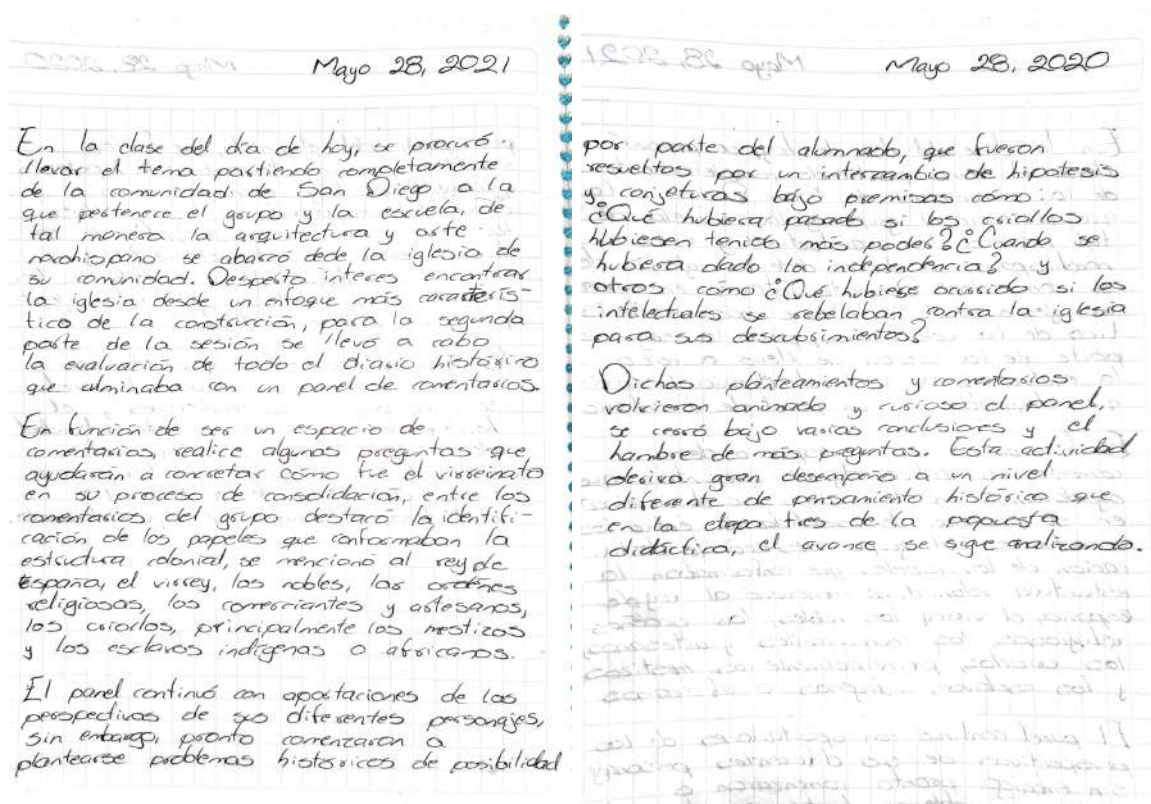 Mayo 28, 2021
En la clase del día de hoy, se procuró
llevar el tema partiendo completamente
de la comunidad de San Diego a la
que pertenece el grupo y la escuela, de
tal manera la arquitectura y arte
novohispano se abarcó dede la iglesia de
su comunidad. Desperto interes encontrar
la iglesia desde un enfoque más caracterís-
tico de la construcción, para la segunda
parte de la sesión se llevó a cabo
la evaluación de todo el diario histórico
que culminaba con un panel de comentarios.
En función de ser un espacio de
comentarios, realice algunas preguntas que
ayudarán a concretar cómo fue el virreinato
en su proceso de consolidación, entre los
comentarios del grupo destacó la identifi-
cación de los papeles que conformaban la
estructura colonial, se mencionó al rey de
España, el virrey, los nobles, las ordenes
religiosas, los comerciantes y artesanos,
los criollos, principalmente los mestizos
y los esclavos indígenas o africanos.
El panel continuó con aportaciones de las
perspectivas de sus diferentes personajes,
sin embargo, pronto comenzaron a
plantearse problemas históricos de posibilidad
Mayo 28, 2020
por parte del alumnado, que fueron
resueltos por un intercambio de hipotesis
y conjeturas bajo premisas cómo:
¿Qué hubiera pasado si los criollos
hubiesen tenido más poder? ¿Cuando se
hubiera dado la independencia? y
otros cómo ¿Qué hubiese ocurrido si los
intelectuales se rebelaban contra la iglesia
para sus descubrimientos?
Dichos planteamientos y comentarios
volvieron animado y curioso el panel,
se cerró bajo varias conclusiones y el
hambre de más preguntas. Esta actividad
deriva gran desempeño a un nivel
diferente de pensamiento histórico que
en la etapa tres de la propuesta
didáctica, el avance se sigue analizando.